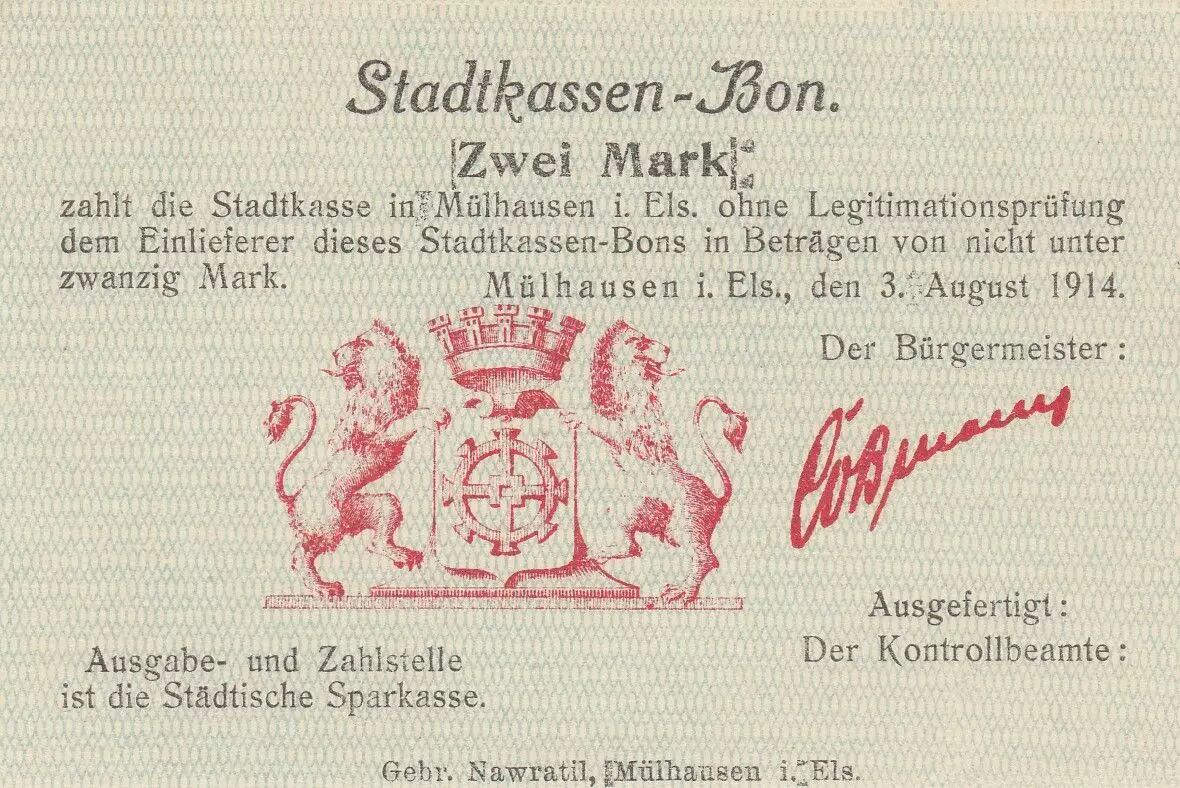 Stadtkassen-Bon.
Zwei Mark
zahlt die Stadtkasse in Mülhausen i. Els. ohne Legitimationsprüfung
dem Einlieferer dieses Stadtkassen-Bons in Beträgen von nicht unter
zwanzig Mark.
Mülhausen i. Els., den 3. August 1914.
Der Bürgermeister:
Coßmann
Ausgefertigt:
Der Kontrollbeamte:
Ausgabe- und Zahlstelle
ist die Städtische Sparkasse.
Gebr. Nawratil, Mülhausen i. Els.